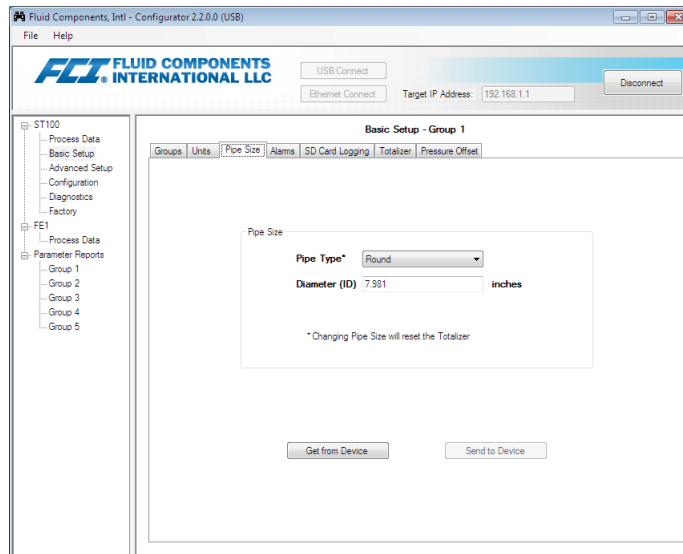 Fluid Components, Intl - Configurator 2.2.0.0 (USB)
File Help
FCI. FLUID COMPONENTS
INTERNATIONAL LLC
USB Connect
Ethernet Connect Target IP Address: 192.168.1.1
Disconnect
ST100
Process Data
Basic Setup
Advanced Setup
Configuration
Diagnostics
Factory
FE1
Process Data
Parameter Reports
Group 1
Group 2
Group 3
Group 4
Group 5
Basic Setup - Group 1
Groups Units Pipe Size Alarms SD Card Logging Totalizer Pressure Offset
Pipe Size
Pipe Type* Round
Diameter (ID) 7.981 inches
* Changing Pipe Size will reset the Totalizer
Get from Device Send to Device